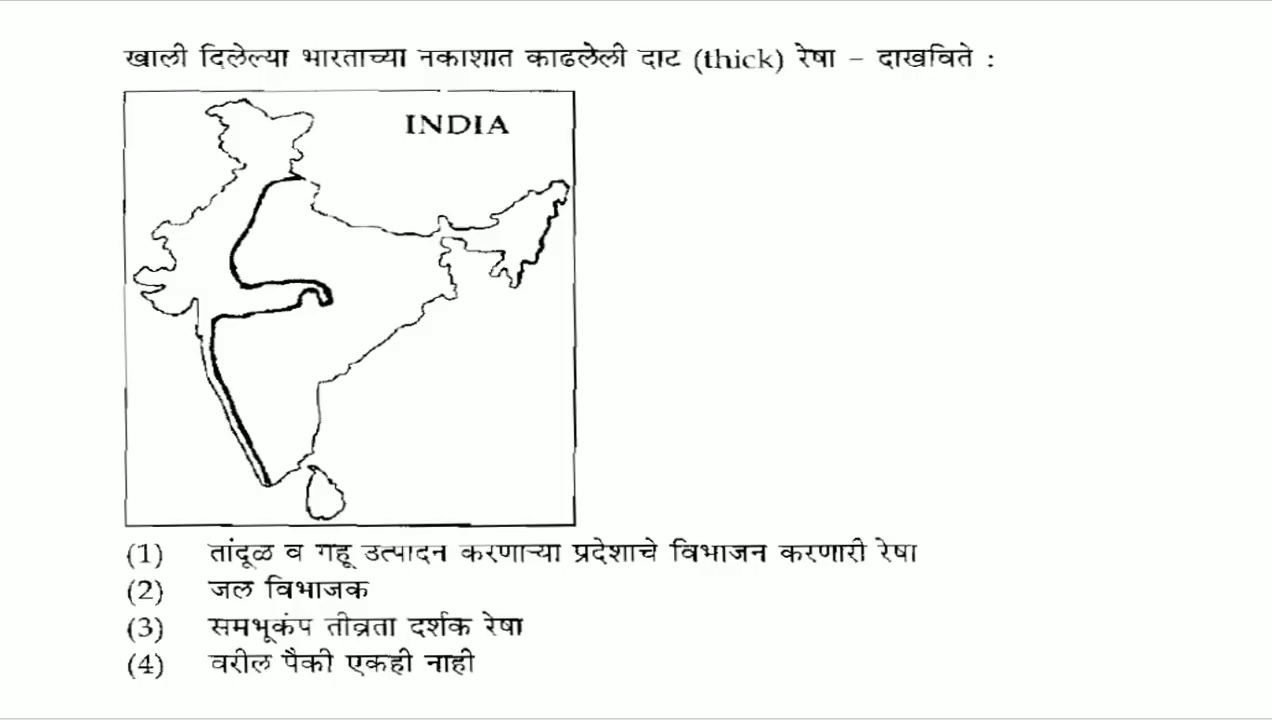 खाली दिलेल्या भारताच्या नकाशात काढलेली दाट (thick) रेषा – दाखविते :
INDIA
(1) तांदूळ व गहू उत्पादन करणाऱ्या प्रदेशाचे विभाजन करणारी रेषा
(2) जल विभाजक
(3) समभूकंप तीव्रता दर्शक रेषा
(4) वरील पैकी एकही नाही